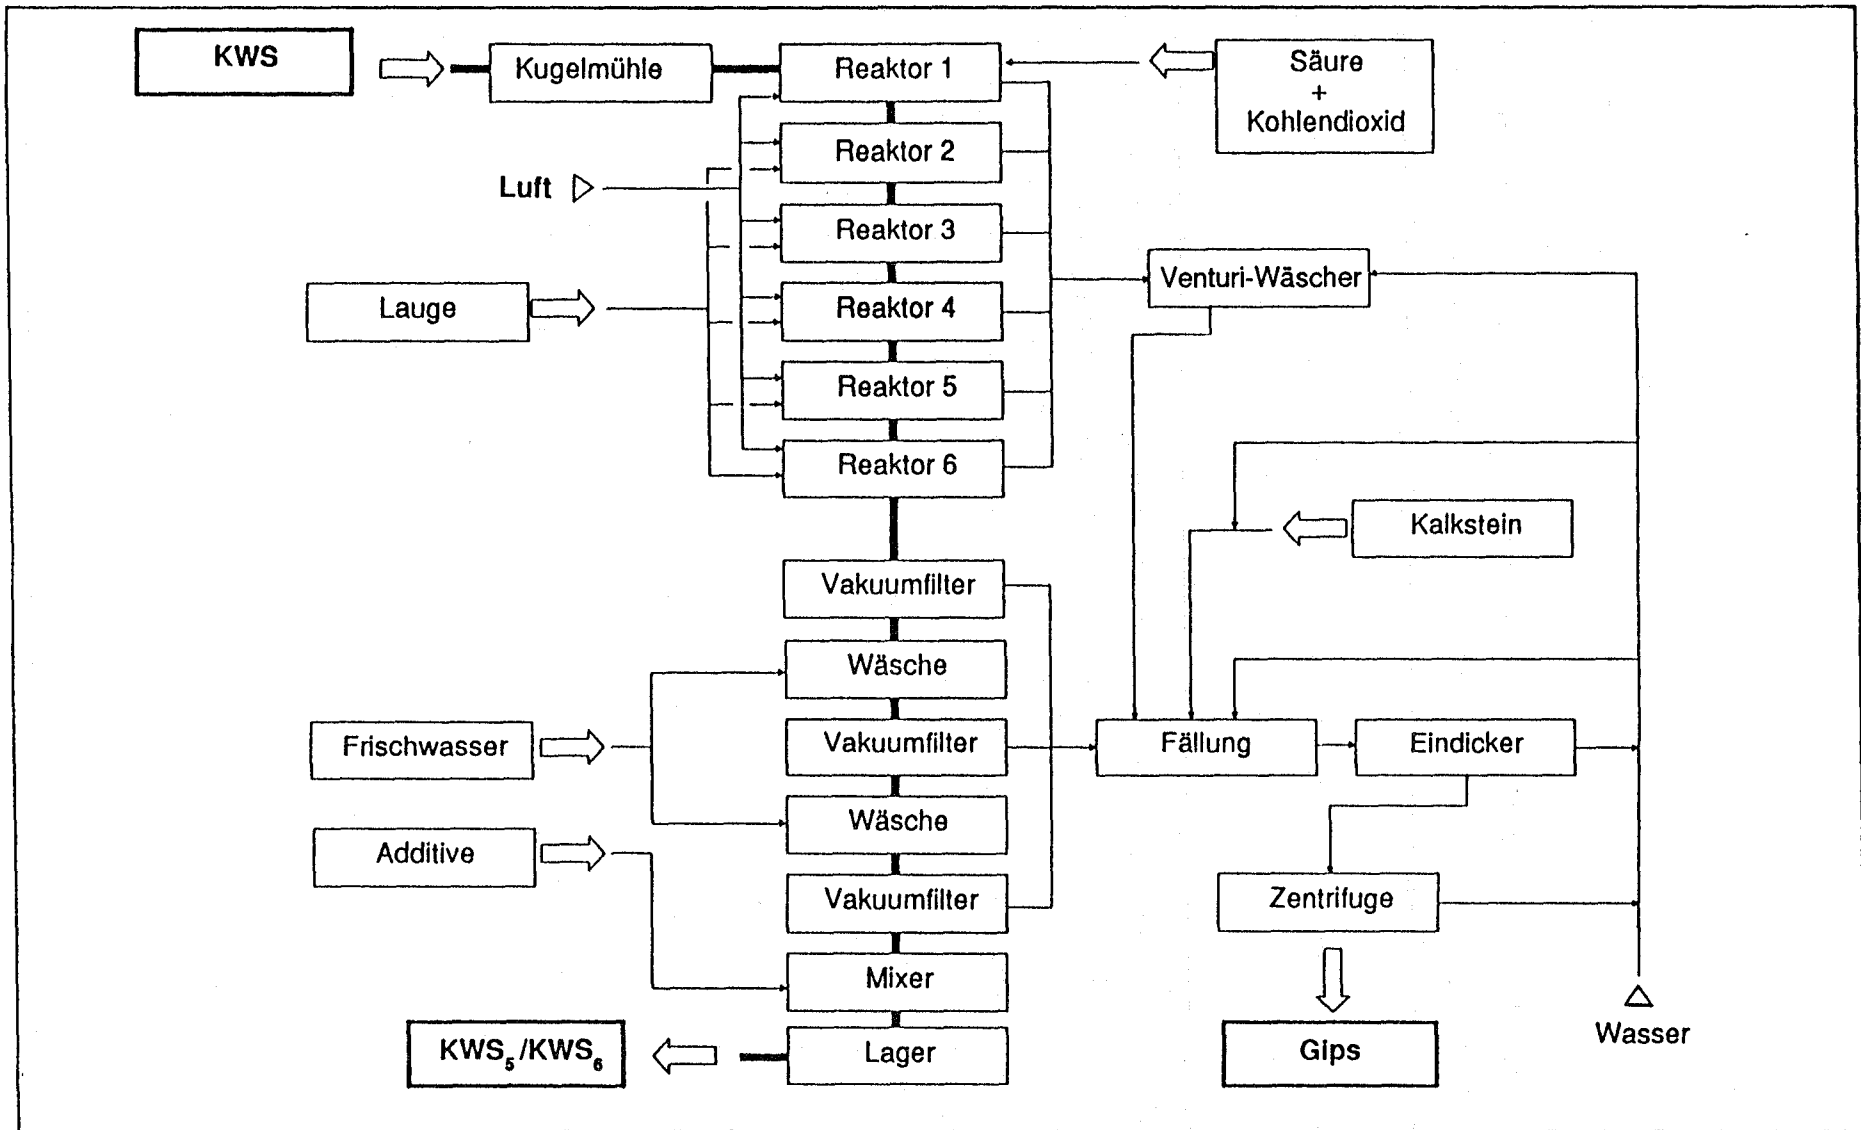 KWS
Kugelmühle
Reaktor 1
Säure
+
Kohlendioxid
Reaktor 2
Luft
Reaktor 3
Venturi-Wäscher
Lauge
Reaktor 4
Reaktor 5
Reaktor 6
Kalkstein
Vakuumfilter
Wäsche
Frischwasser
Vakuumfilter
Fällung
Eindicker
Wäsche
Additive
Vakuumfilter
Zentrifuge
Mixer
Wasser
KWS5/KWS6
Lager
Gips